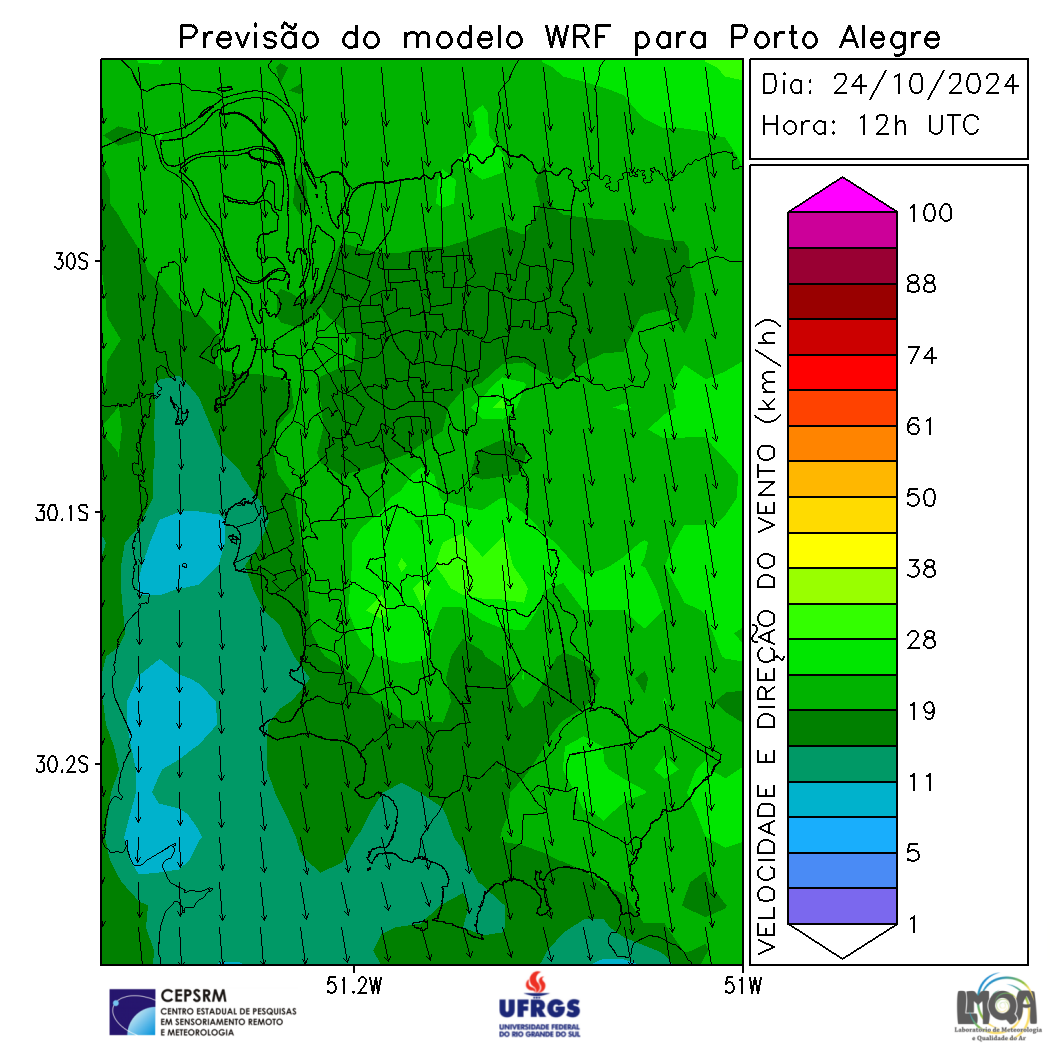 Previsão do modelo WRF para Porto Alegre
Dia: 24/10/2024
Hora: 12h UTC
30S
30.1S
30.2S
51.2W
51W
VELOCIDADE E DIREÇÃO DO VENTO (km/h)
100
88
74
61
50
38
28
19
11
5
1
CEPSRM
CENTRO ESTADUAL DE PESQUISAS
EM SENSORIAMENTO REMOTO
E METEOROLOGIA
UFRGS
UNIVERSIDADE FEDERAL
DO RIO GRANDE DO SUL
LMQA
Laboratório de Meteorologia
e Qualidade do Ar